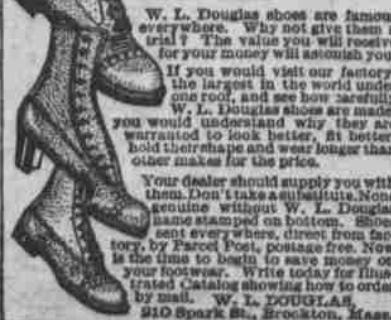 W. L. Douglas shoes are famous
everywhere. Why not give them a
trial? The value you will receive
for your money will astonish you.
If you would visit our factory,
the largest in the world under
one roof, and see how carefully
W. L. Douglas shoes are made,
you would understand why they are
warranted to look better, fit better,
hold their shape and wear longer than
other makes for the price.
Your dealer should supply you with
them. Don't take a substitute. None
genuine without W. L. Douglas
name stamped on bottom. Shoes
sent everywhere, direct from fac-
tory, by Parcel Post, postage free. Now
is the time to begin to save money on
your footwear. Write today for Illus-
trated Catalog showing how to order
by mail. W. L. DOUGLAS,
210 Spark St., Brockton, Mass.